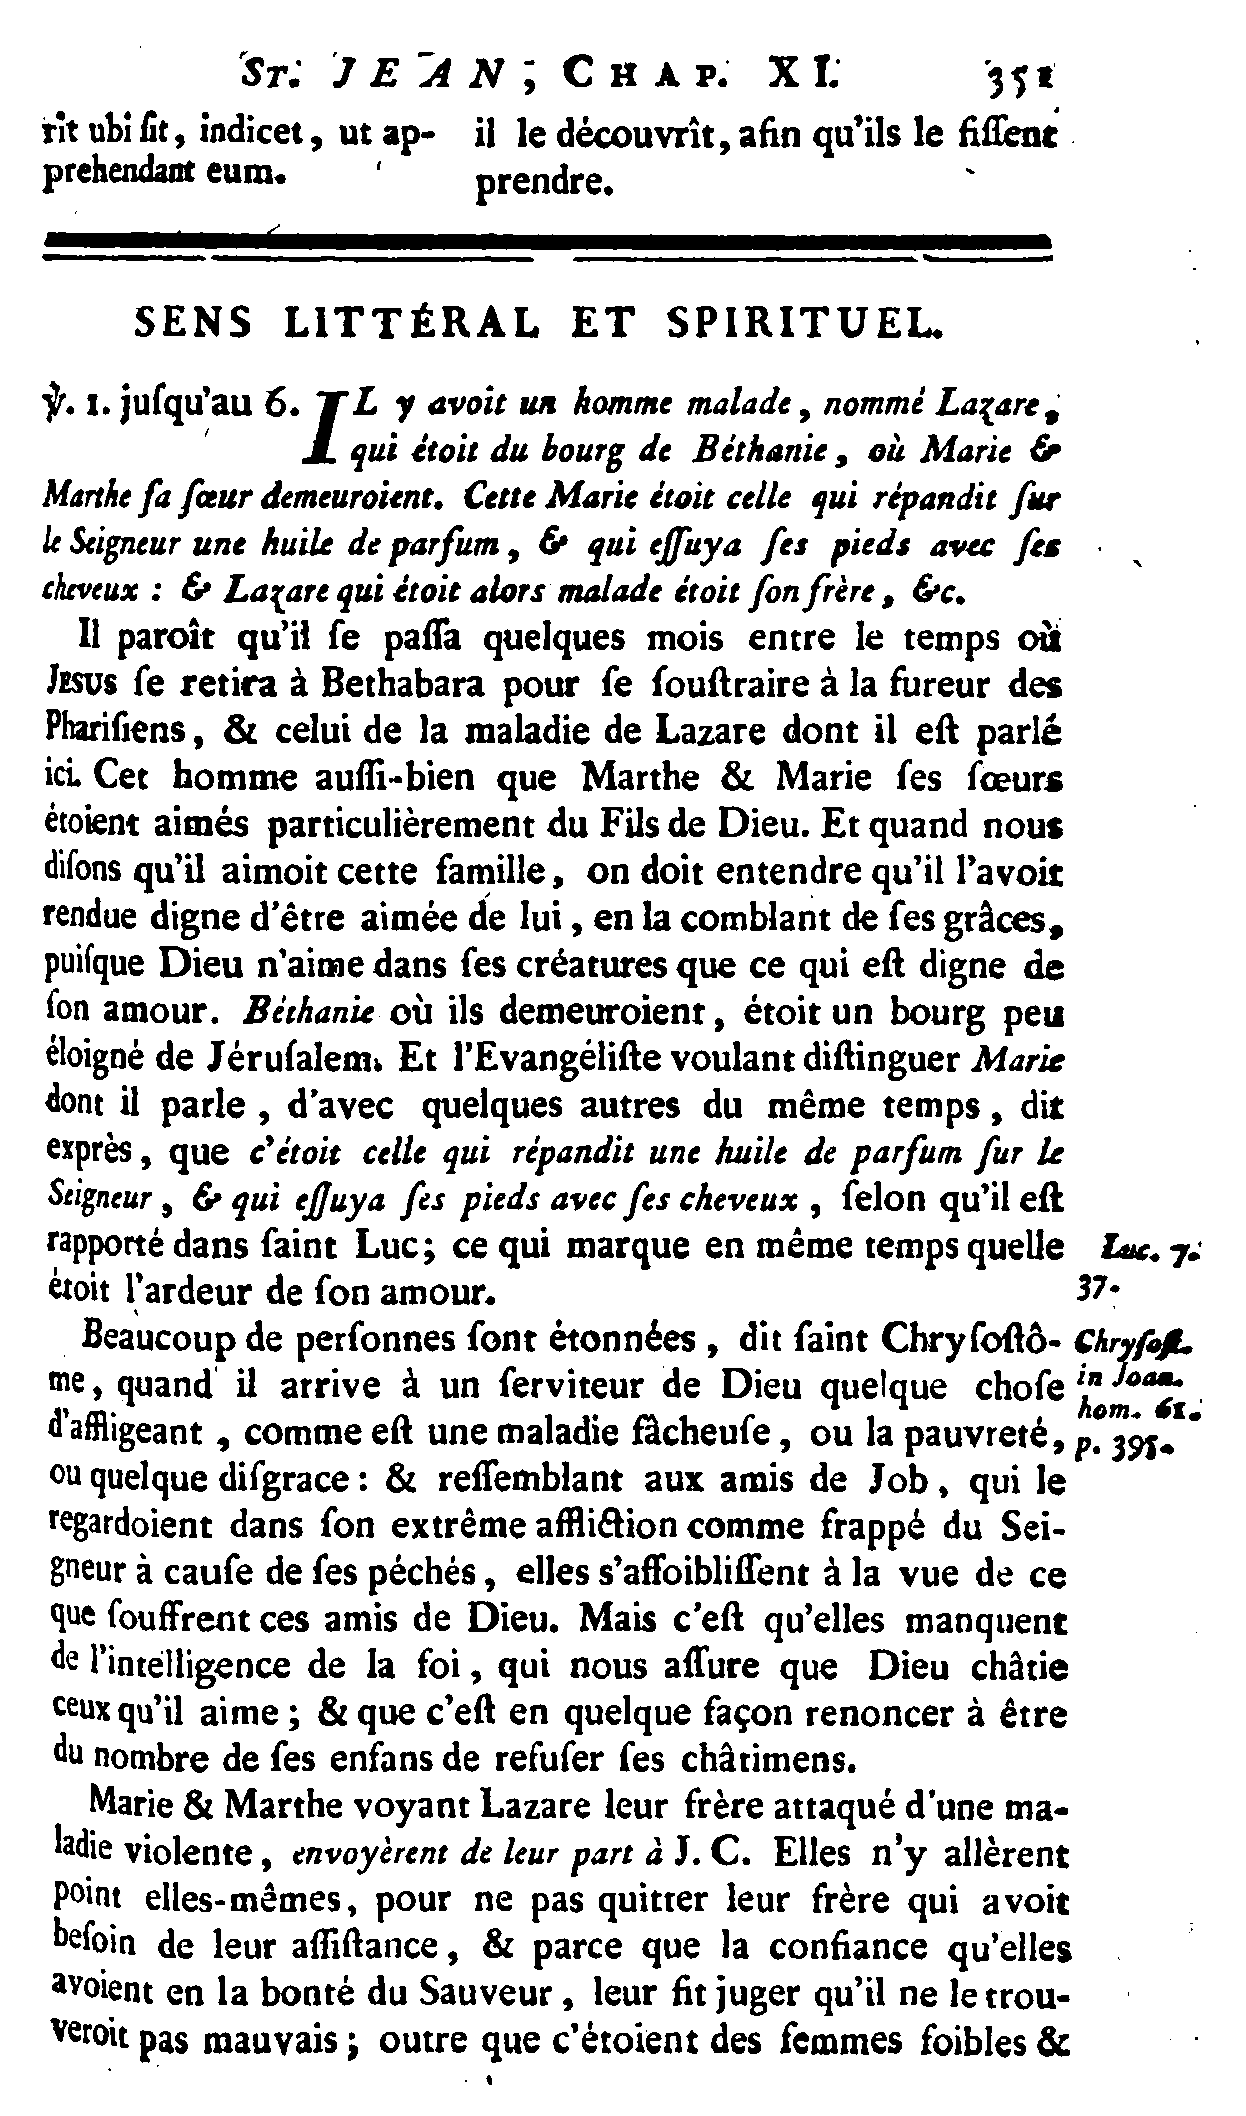 ST. JEAN, CHAP. XI. 351
rit ubi ſit, indicet, ut ap-
prehendant eum.
il le découvrît, afin qu'ils le fiſſent
prendre.
SENS LITTÉRAL ET SPIRITUEL.
℣. 1. juſqu'au 6. IL y avoit un homme malade, nommé Lazare,
qui étoit du bourg de Béthanie, où Marie &
Marthe ſa ſœur demeuroient. Cette Marie étoit celle qui répandit ſur
le Seigneur une huile de parfum, & qui eſſuya ſes pieds avec ſes
cheveux : & Lazare qui étoit alors malade étoit ſon frère, &c.
Il paroît qu'il ſe paſſa quelques mois entre le temps où
JESUS ſe retira à Bethabara pour ſe ſouſtraire à la fureur des
Phariſiens, & celui de la maladie de Lazare dont il eſt parlé
ici. Cet homme auſſi-bien que Marthe & Marie ſes ſœurs
étoient aimés particulièrement du Fils de Dieu. Et quand nous
diſons qu'il aimoit cette famille, on doit entendre qu'il l'avoit
rendue digne d'être aimée de lui, en la comblant de ſes grâces,
puiſque Dieu n'aime dans ſes créatures que ce qui eſt digne de
ſon amour. Béthanie où ils demeuroient, étoit un bourg peu
éloigné de Jéruſalem. Et l'Evangéliſte voulant diſtinguer Marie
dont il parle, d'avec quelques autres du même temps, dit
exprès, que c'étoit celle qui répandit une huile de parfum ſur le
Seigneur, & qui eſſuya ſes pieds avec ſes cheveux, ſelon qu'il eſt
rapporté dans ſaint Luc; ce qui marque en même temps quelle
étoit l'ardeur de ſon amour.
Luc. 7.
37.
Beaucoup de perſonnes ſont étonnées, dit ſaint Chryſoſtô-
me, quand il arrive à un ſerviteur de Dieu quelque choſe
d'affligeant, comme eſt une maladie fâcheuſe, ou la pauvreté,
ou quelque diſgrace : & reſſemblant aux amis de Job, qui le
regardoient dans ſon extrême affliction comme frappé du Sei-
gneur à cauſe de ſes péchés, elles s'affoibliſſent à la vue de ce
que ſouffrent ces amis de Dieu. Mais c'eſt qu'elles manquent
de l'intelligence de la foi, qui nous aſſure que Dieu châtie
ceux qu'il aime ; & que c'eſt en quelque façon renoncer à être
du nombre de ſes enfans de refuſer ſes châtimens.
Chryſoſt.
in Joan.
hom. 61.
p. 395.
Marie & Marthe voyant Lazare leur frère attaqué d'une ma-
ladie violente, envoyèrent de leur part à J. C. Elles n'y allèrent
point elles-mêmes, pour ne pas quitter leur frère qui avoit
beſoin de leur aſſiſtance, & parce que la confiance qu'elles
avoient en la bonté du Sauveur, leur fit juger qu'il ne le trou-
veroit pas mauvais ; outre que c'étoient des femmes foibles &